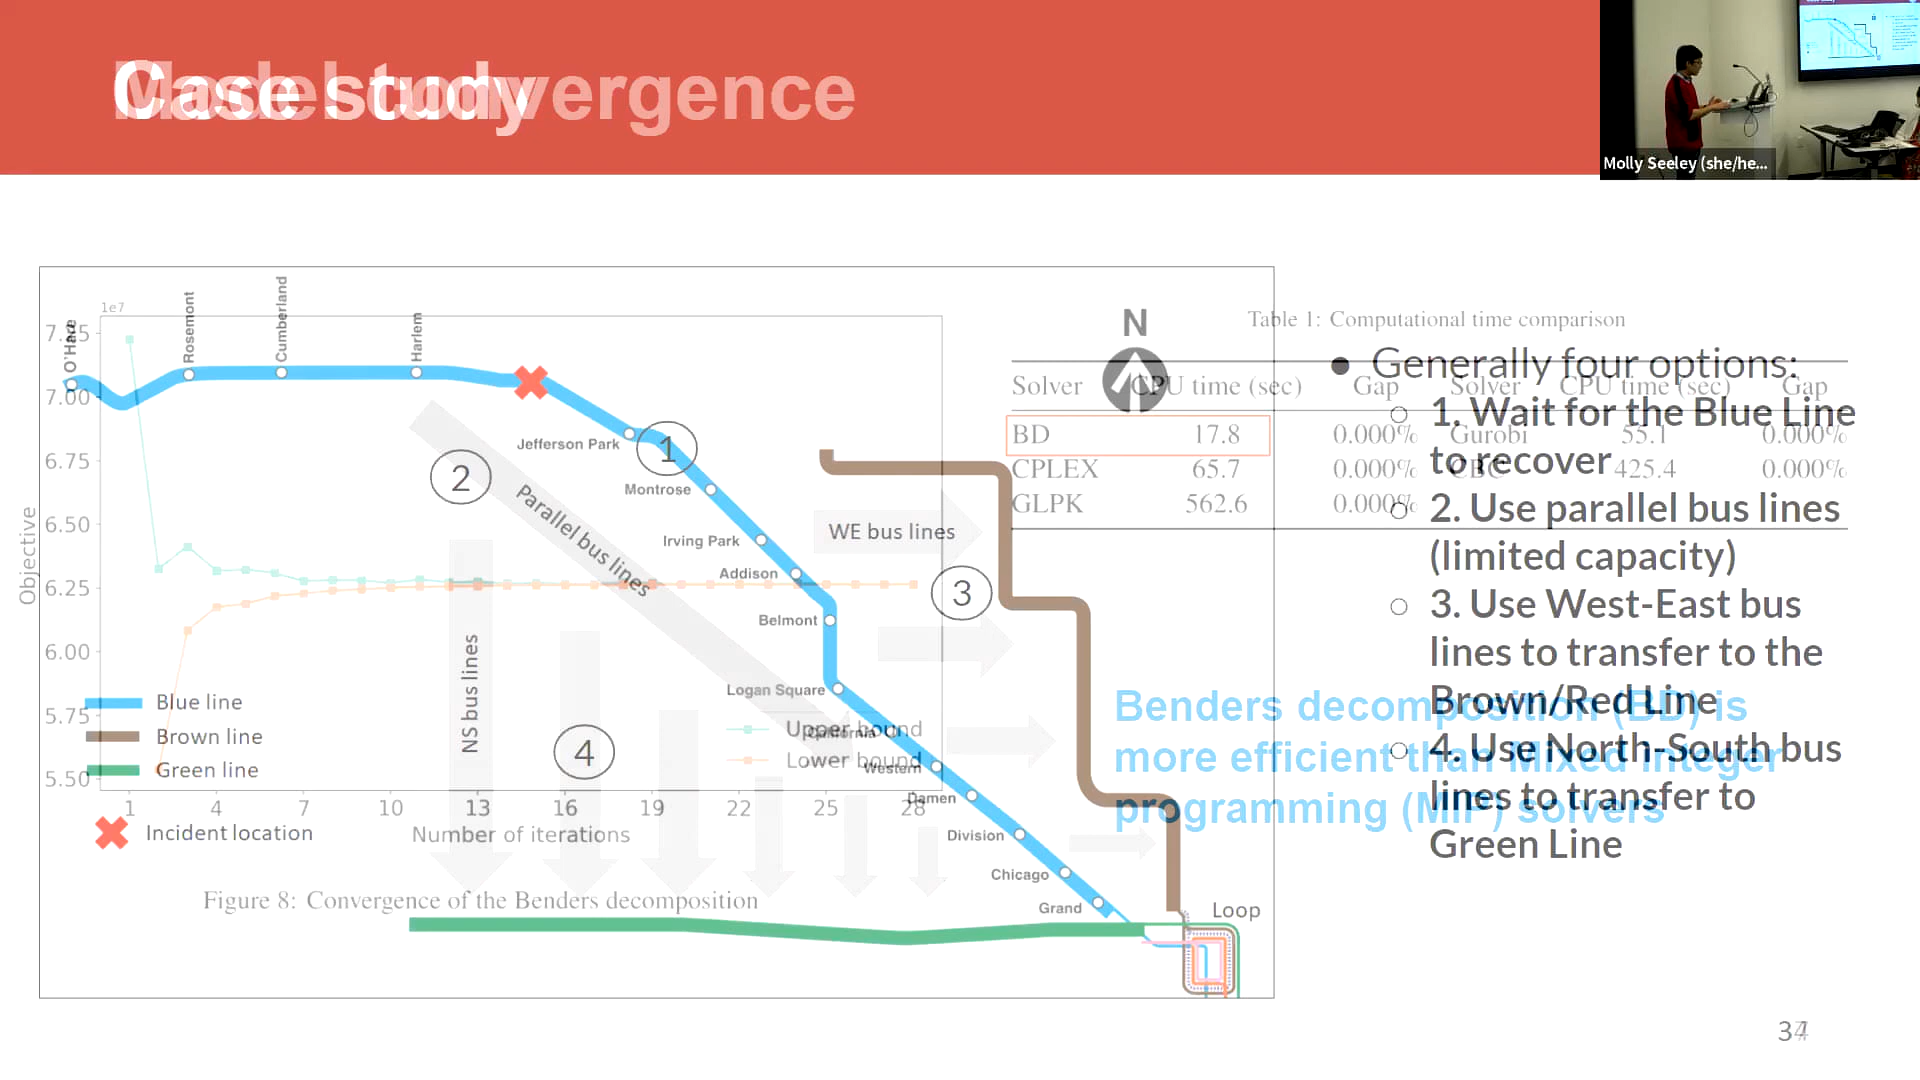 Case study
Model convergence
Molly Seeley (she/he...
O'Hare
Rosemont
Cumberland
Harlem
Jefferson Park
Montrose
Irving Park
Addison
Belmont
Logan Square
California
Western
Damen
Division
Chicago
Grand
Loop
N
1
2
3
4
Parallel bus lines
WE bus lines
NS bus lines
Blue line
Brown line
Green line
Incident location
1e7
7.25
7.00
6.75
6.50
6.25
6.00
5.75
5.50
Objective
1 4 7 10 13 16 19 22 25 28
Number of iterations
Upper bound
Lower bound
Figure 8: Convergence of the Benders decomposition
Table 1: Computational time comparison
Solver CPU time (sec) Gap Solver CPU time (sec) Gap
BD 17.8 0.000% Gurobi 55.1 0.000%
CPLEX 65.7 0.000% CBC 425.4 0.000%
GLPK 562.6 0.000%
Generally four options:
1. Wait for the Blue Line
to recover
2. Use parallel bus lines
(limited capacity)
3. Use West-East bus
lines to transfer to the
Brown/Red Line
4. Use North-South bus
lines to transfer to
Green Line
Benders decomposition (BD) is
more efficient than Mixed integer
programming (MIP) solvers